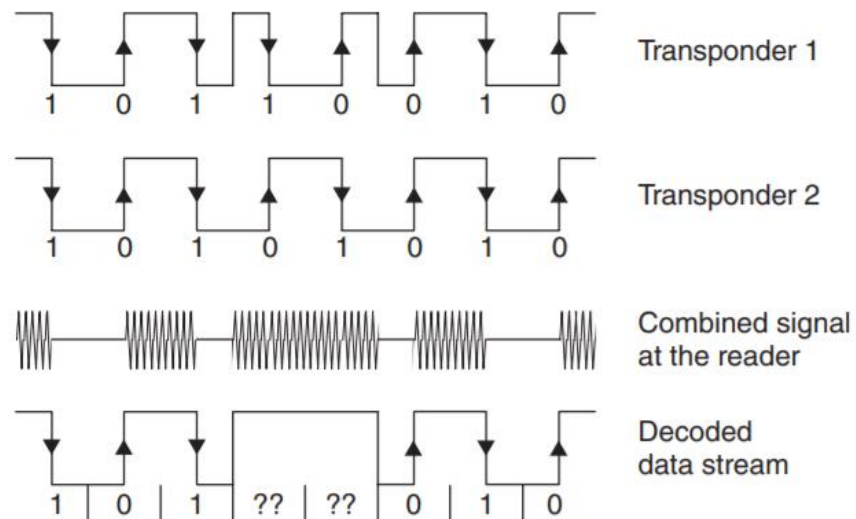 Transponder 1
1 0 1 1 0 0 1 0
Transponder 2
1 0 1 0 1 0 1 0
Combined signal
at the reader
Decoded
data stream
1 0 1 ?? ?? 0 1 0